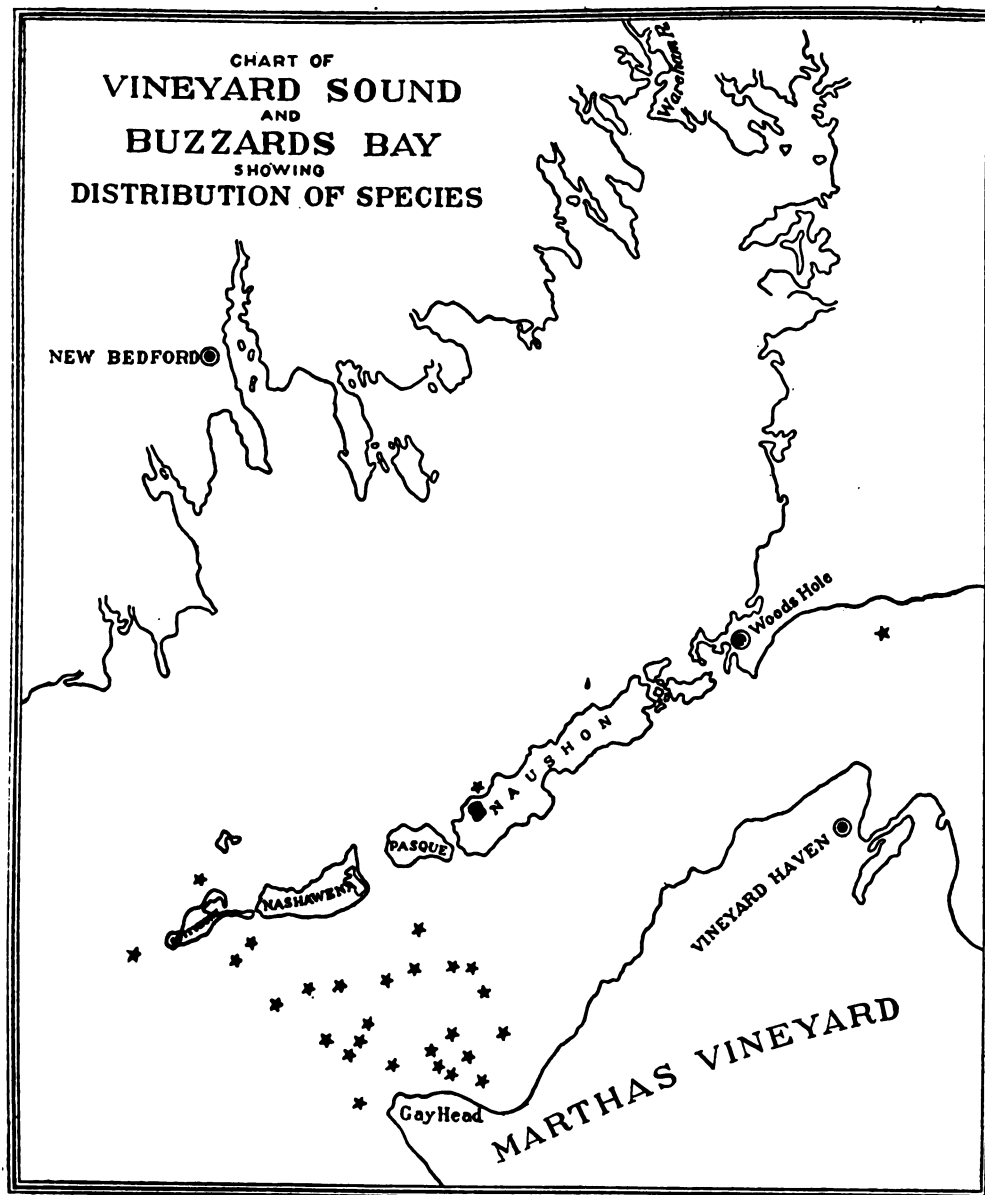 CHART OF
VINEYARD SOUND
AND
BUZZARDS BAY
SHOWING
DISTRIBUTION OF SPECIES
Wareham R.
NEW BEDFORD
Woods Hole
NAUSHON
PASQUE
NASHAWENA
VINEYARD HAVEN
MARTHAS VINEYARD
Gay Head